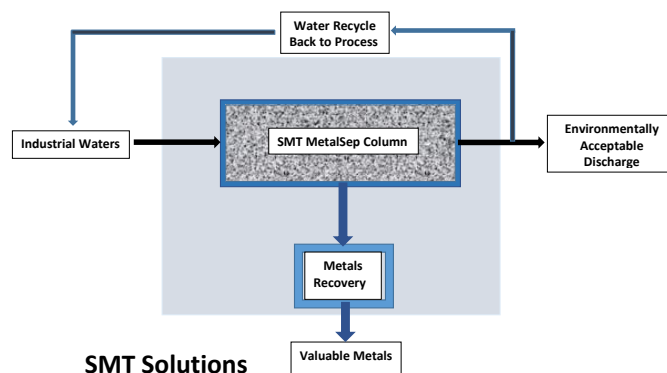 Water Recycle
Back to Process
Industrial Waters
SMT MetalSep Column
Environmentally
Acceptable
Discharge
Metals
Recovery
Valuable Metals
SMT Solutions